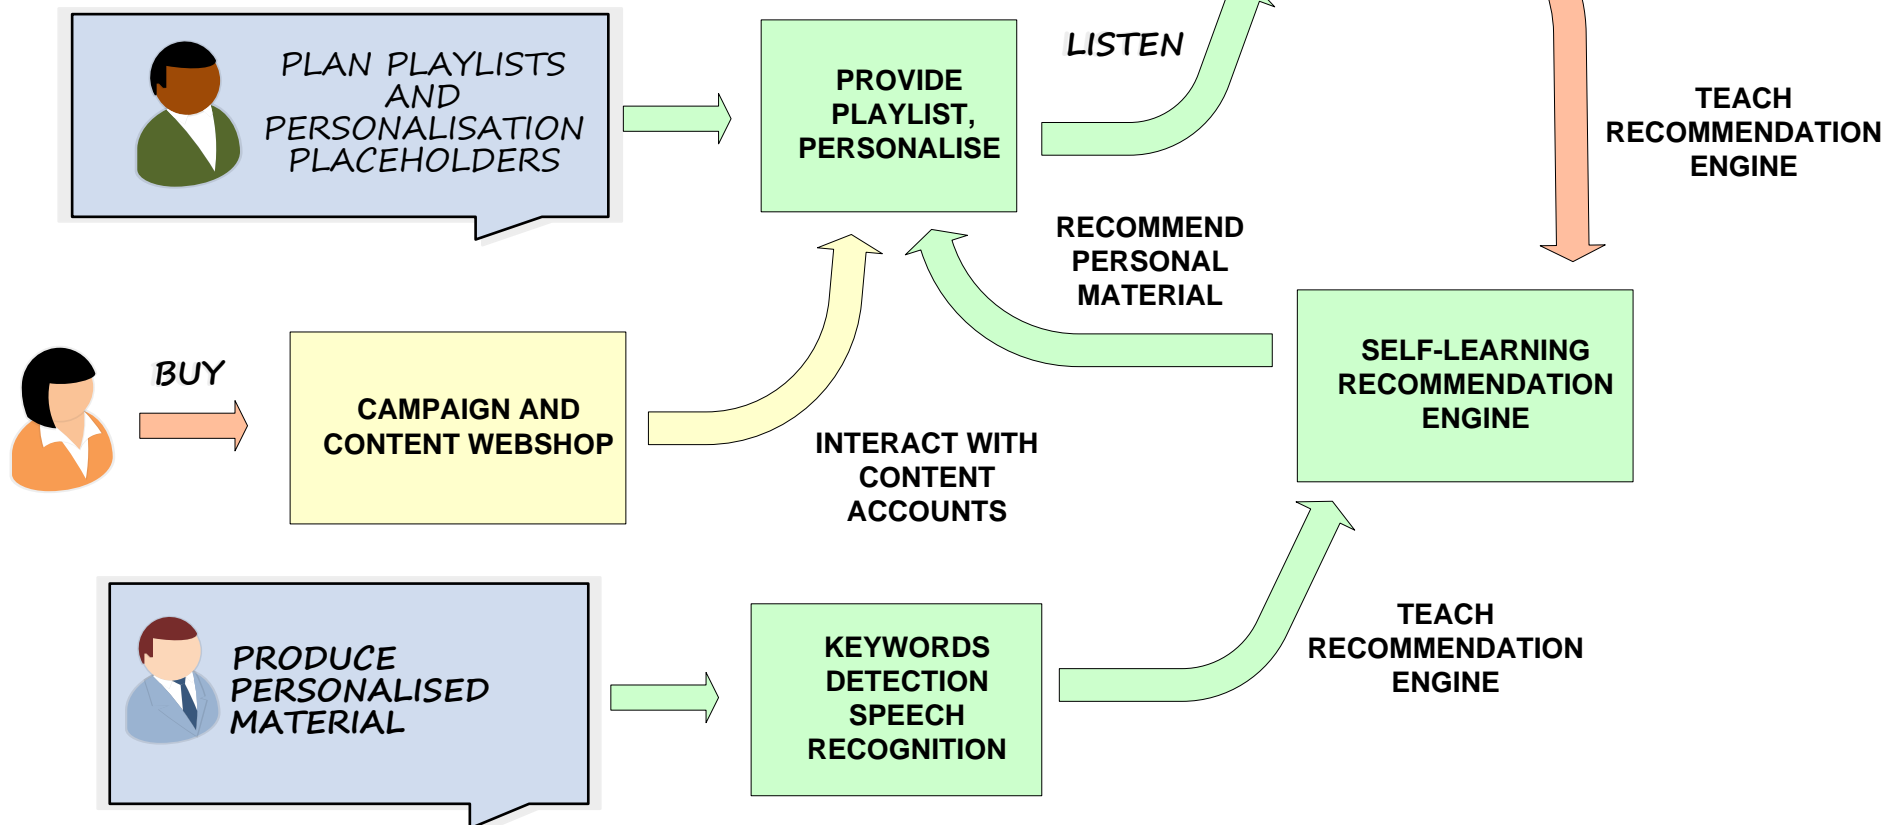 PLAN PLAYLISTS
AND
PERSONALISATION
PLACEHOLDERS
PROVIDE
PLAYLIST,
PERSONALISE
LISTEN
TEACH
RECOMMENDATION
ENGINE
RECOMMEND
PERSONAL
MATERIAL
BUY
CAMPAIGN AND
CONTENT WEBSHOP
INTERACT WITH
CONTENT
ACCOUNTS
SELF-LEARNING
RECOMMENDATION
ENGINE
PRODUCE
PERSONALISED
MATERIAL
KEYWORDS
DETECTION
SPEECH
RECOGNITION
TEACH
RECOMMENDATION
ENGINE